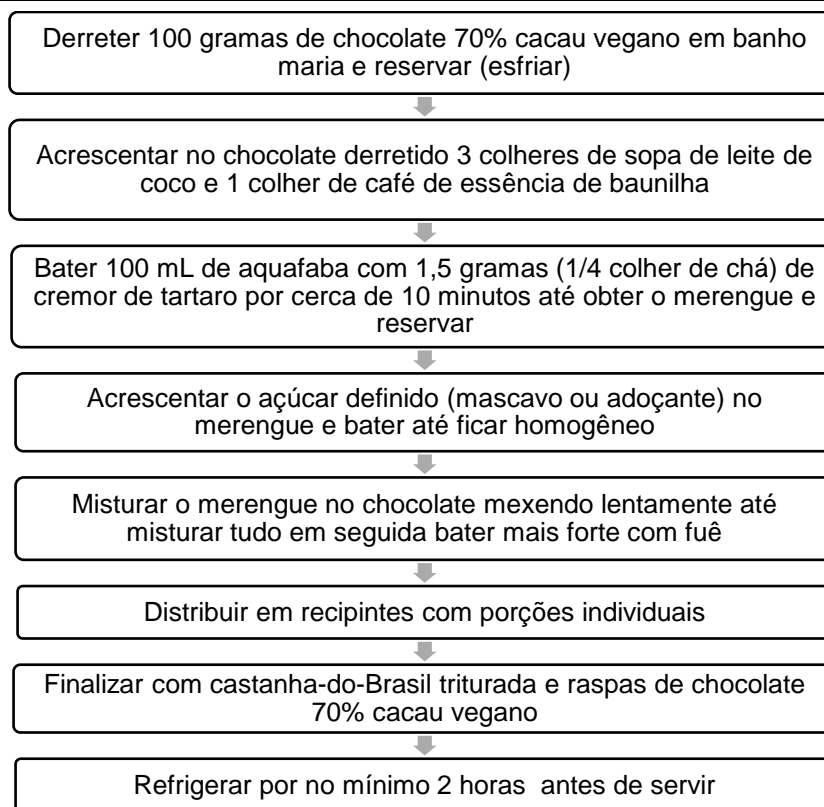 Derreter 100 gramas de chocolate 70% cacau vegano em banho
maria e reservar (esfriar)
Acrescentar no chocolate derretido 3 colheres de sopa de leite de
coco e 1 colher de café de essência de baunilha
Bater 100 mL de aquafaba com 1,5 gramas (1/4 colher de chá) de
cremor de tartaro por cerca de 10 minutos até obter o merengue e
reservar
Acrescentar o açúcar definido (mascavo ou adoçante) no
merengue e bater até ficar homogêneo
Misturar o merengue no chocolate mexendo lentamente até
misturar tudo em seguida bater mais forte com fuê
Distribuir em recipintes com porções individuais
Finalizar com castanha-do-Brasil triturada e raspas de chocolate
70% cacau vegano
Refrigerar por no mínimo 2 horas antes de servir